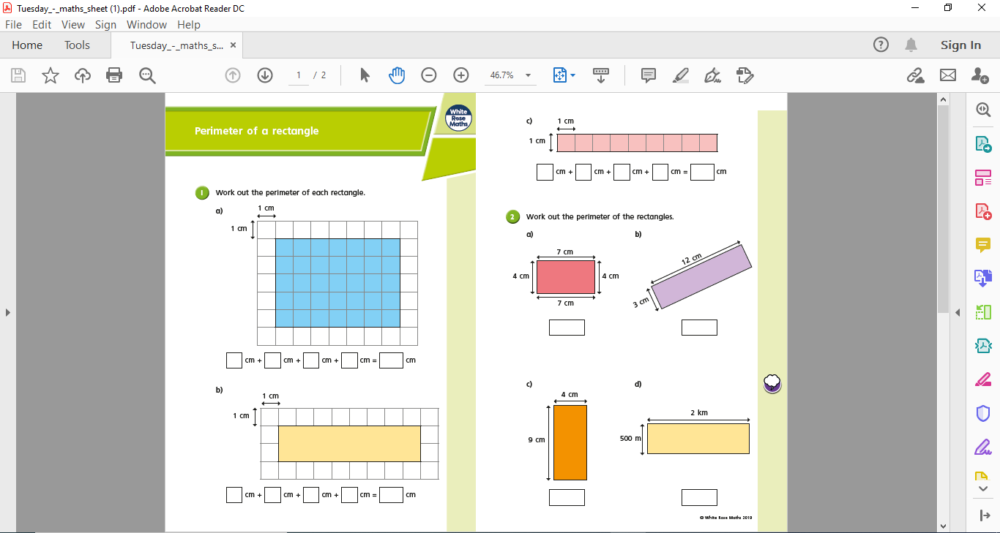 Tuesday_-_maths_sheet (1).pdf - Adobe Acrobat Reader DC
File Edit View Sign Window Help
Home Tools Tuesday_-_maths_s... × Sign In
1 / 2 46.7%
White
Rose
Maths
Perimeter of a rectangle
1 Work out the perimeter of each rectangle.
a) 1 cm
1 cm
cm + cm + cm + cm = cm
b)
1 cm
1 cm
cm + cm + cm + cm = cm
c) 1 cm
1 cm
cm + cm + cm + cm = cm
2 Work out the perimeter of the rectangles.
a)
7 cm
4 cm 4 cm
7 cm
b)
12 cm
3 cm
c)
4 cm
9 cm
d)
2 km
500 m
© White Rose Maths 2019